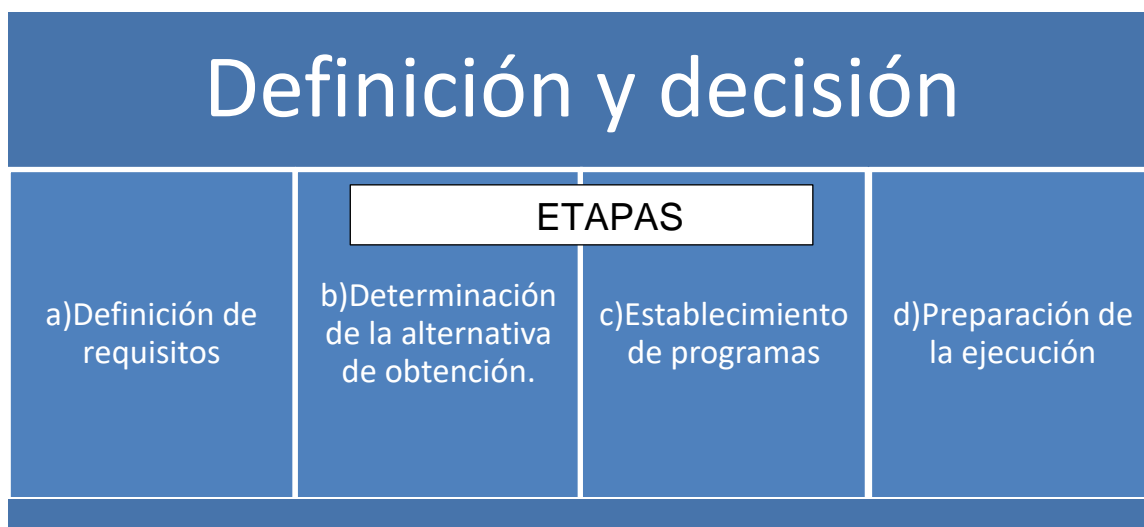 Definición y decisión
ETAPAS
a)Definición de
requisitos
b)Determinación
de la alternativa
de obtención.
c)Establecimiento
de programas
d)Preparación de
la ejecución